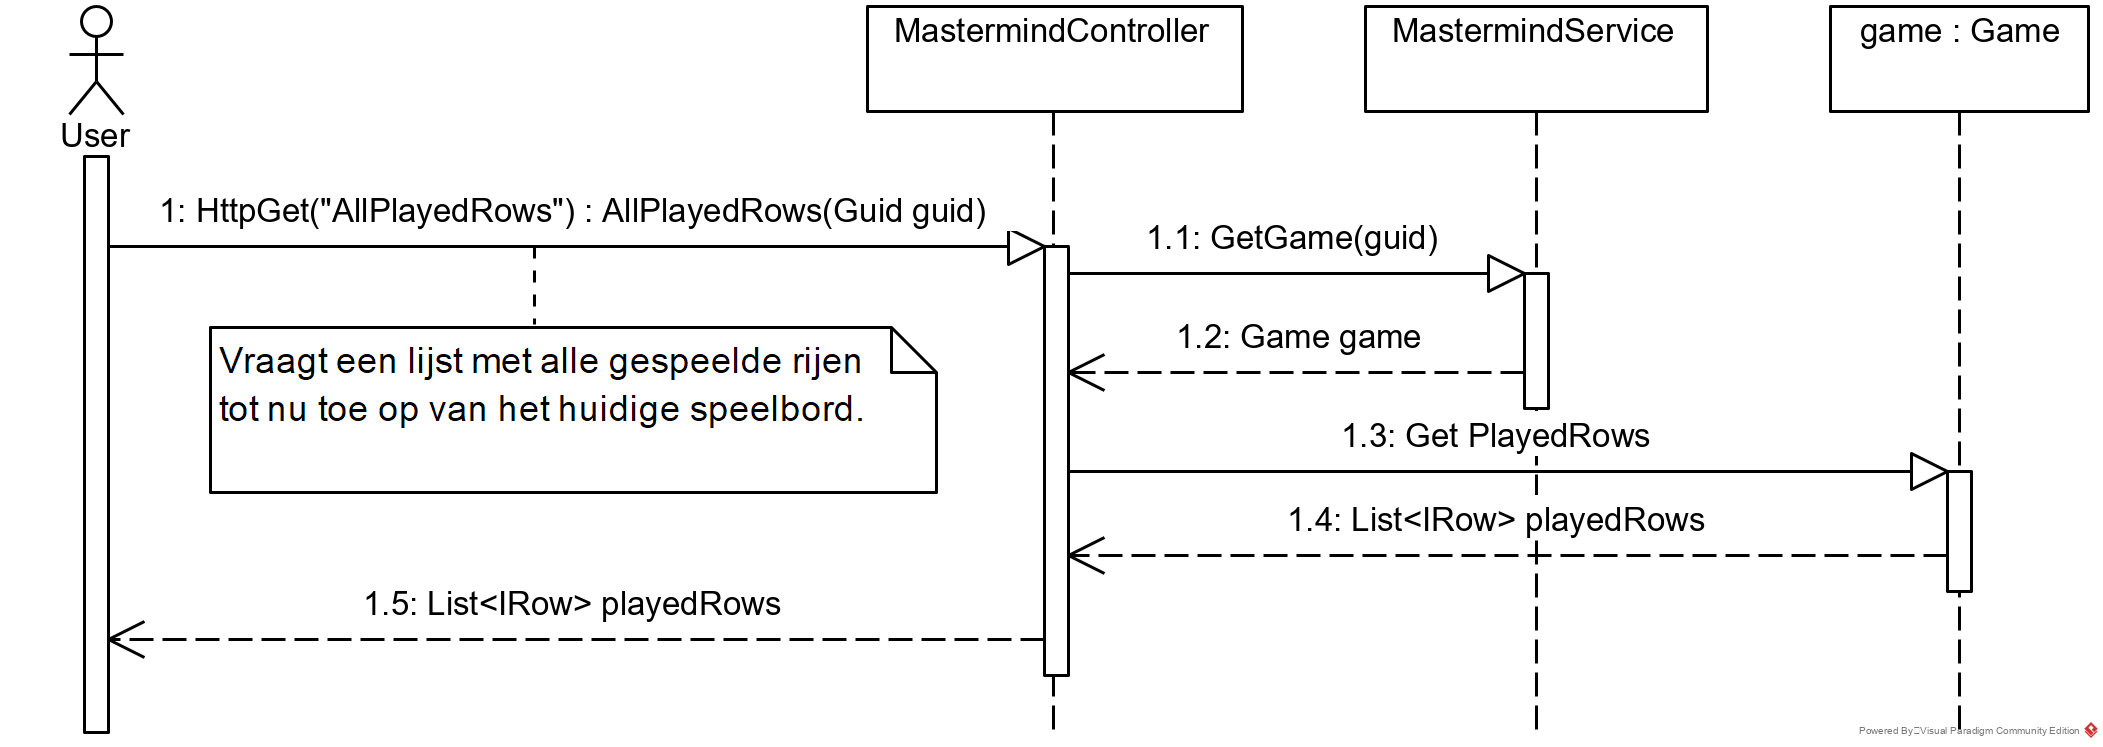 MastermindController
MastermindService
game : Game
User
1: HttpGet("AllPlayedRows") : AllPlayedRows(Guid guid)
1.1: GetGame(guid)
1.2: Game game
Vraagt een lijst met alle gespeelde rijen
tot nu toe op van het huidige speelbord.
1.3: Get PlayedRows
1.4: List<IRow> playedRows
1.5: List<IRow> playedRows
Powered By Visual Paradigm Community Edition